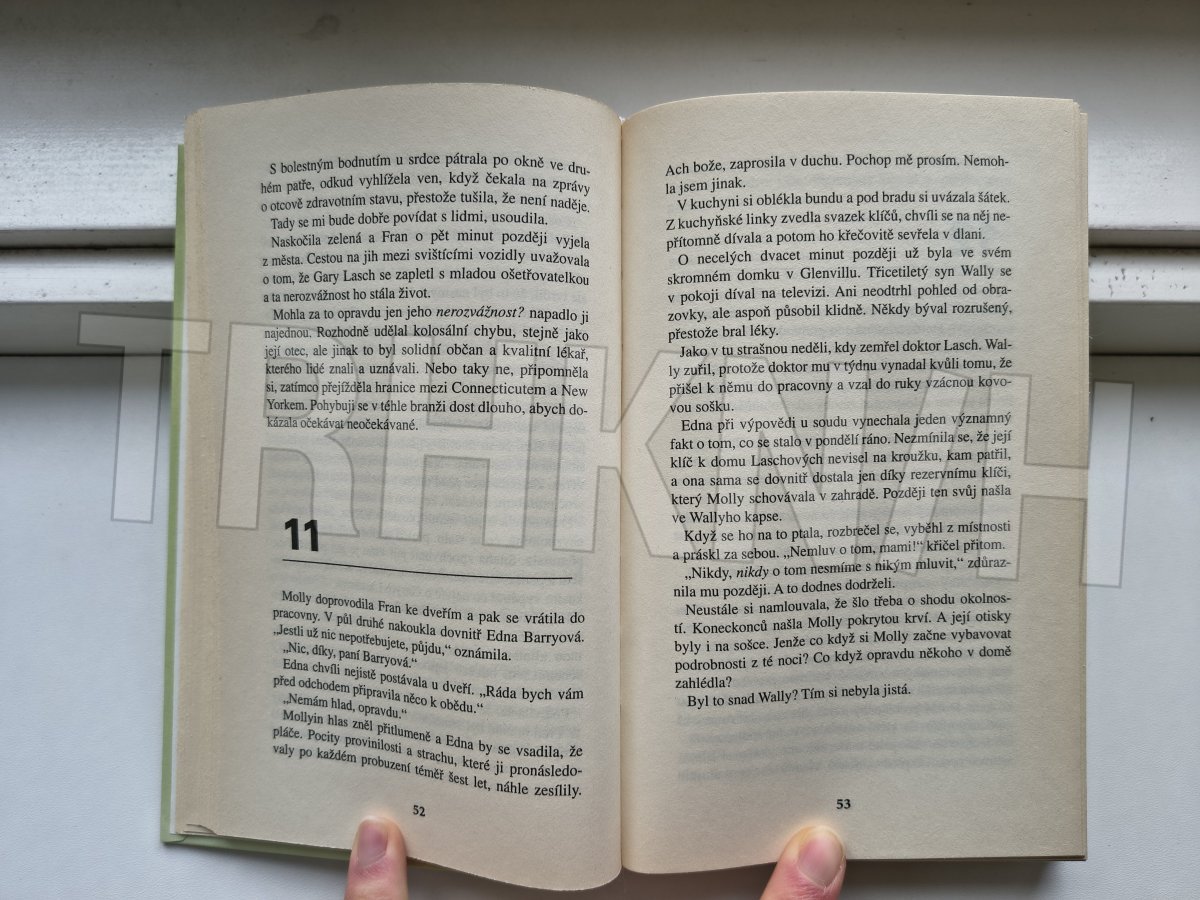 S bolestným bodnutím u srdce pátrala po okně ve dru-
hém patře, odkud vyhlížela ven, když čekala na zprávy
o otcově zdravotním stavu, přestože tušila, že není naděje.
Tady se mi bude dobře povídat s lidmi, usoudila.
Naskočila zelená a Fran o pět minut později vyjela
z města. Cestou na jih mezi svištícími vozidly uvažovala
o tom, že Gary Lasch se zapletl s mladou ošetřovatelkou
a ta nerozvážnost ho stála život.
Mohla za to opravdu jen jeho nerozvážnost? napadlo ji
najednou. Rozhodně udělal kolosální chybu, stejně jako
její otec, ale jinak to byl solidní občan a kvalitní lékař,
kterého lidé znali a uznávali. Nebo taky ne, připomněla
si, zatímco přejížděla hranice mezi Connecticutem a New
Yorkem. Pohybuji se v téhle branži dost dlouho, abych do-
kázala očekávat neočekávané.
11
Molly doprovodila Fran ke dveřím a pak se vrátila do
pracovny. V půl druhé nakoukla dovnitř Edna Barryová.
„Jestli už nic nepotřebujete, půjdu,“ oznámila.
„Nic, díky, paní Barryová.“
Edna chvíli nejistě postávala u dveří. „Ráda bych vám
před odchodem připravila něco k obědu.“
„Nemám hlad, opravdu.“
Mollyin hlas zněl přitlumeně a Edna by se vsadila, že
pláče. Pocity provinilosti a strachu, které ji pronásledo-
valy po každém probuzení téměř šest let, náhle zesílily.
52
Ach bože, zaprosila v duchu. Pochop mě prosím. Nemoh-
la jsem jinak.
V kuchyni si oblékla bundu a pod bradu si uvázala šátek.
Z kuchyňské linky zvedla svazek klíčů, chvíli se na něj ne-
přítomně dívala a potom ho křečovitě sevřela v dlani.
O necelých dvacet minut později už byla ve svém
skromném domku v Glenvillu. Třicetiletý syn Wally se
v pokoji díval na televizi. Ani neodtrhl pohled od obra-
zovky, ale aspoň působil klidně. Někdy býval rozrušený,
přestože bral léky.
Jako v tu strašnou neděli, kdy zemřel doktor Lasch. Wal-
ly zuřil, protože doktor mu v týdnu vynadal kvůli tomu, že
přišel k němu do pracovny a vzal do ruky vzácnou kovo-
vou sošku.
Edna při výpovědi u soudu vynechala jeden významný
fakt o tom, co se stalo v pondělí ráno. Nezmínila se, že její
klíč k domu Laschových nevisel na kroužku, kam patřil,
a ona sama se dovnitř dostala jen díky rezervnímu klíči,
který Molly schovávala v zahradě. Později ten svůj našla
ve Wallyho kapse.
Když se ho na to ptala, rozbrečel se, vyběhl z místnosti
a práskl za sebou. „Nemluv o tom, mami!“ křičel přitom.
„Nikdy, nikdy o tom nesmíme s nikým mluvit,“ zdůraz-
nila mu později. A to dodnes dodrželi.
Neustále si namlouvala, že šlo třeba o shodu okolnos-
tí. Koneckonců našla Molly pokrytou krví. A její otisky
byly i na sošce. Jenže co když si Molly začne vybavovat
podrobnosti z té noci? Co když opravdu někoho v domě
zahlédla?
Byl to snad Wally? Tím si nebyla jistá.
53
TRHKNIH